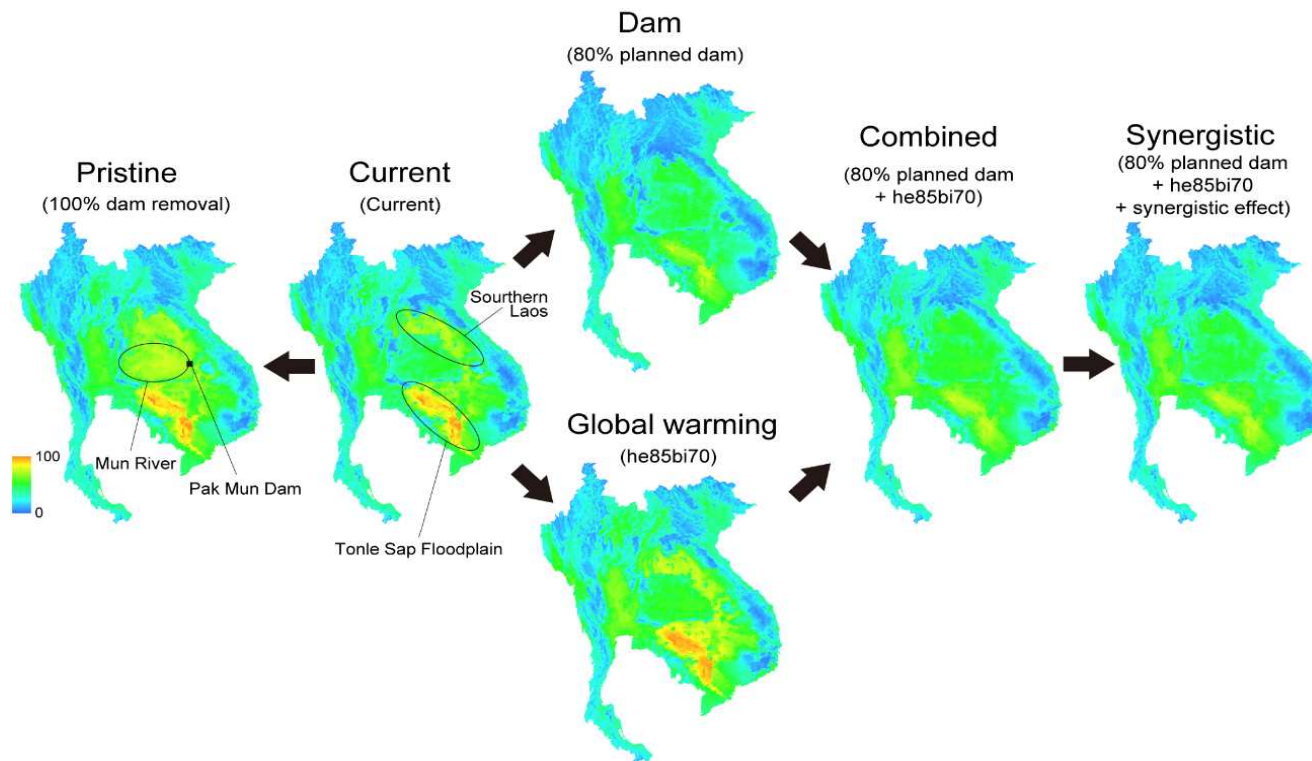 Dam
(80% planned dam)
Combined
(80% planned dam
+ he85bi70)
Synergistic
(80% planned dam
+ he85bi70
+ synergistic effect)
Pristine
(100% dam removal)
Current
(Current)
Sourthern
Laos
Global warming
(he85bi70)
100
0
Mun River
Pak Mun Dam
Tonle Sap Floodplain